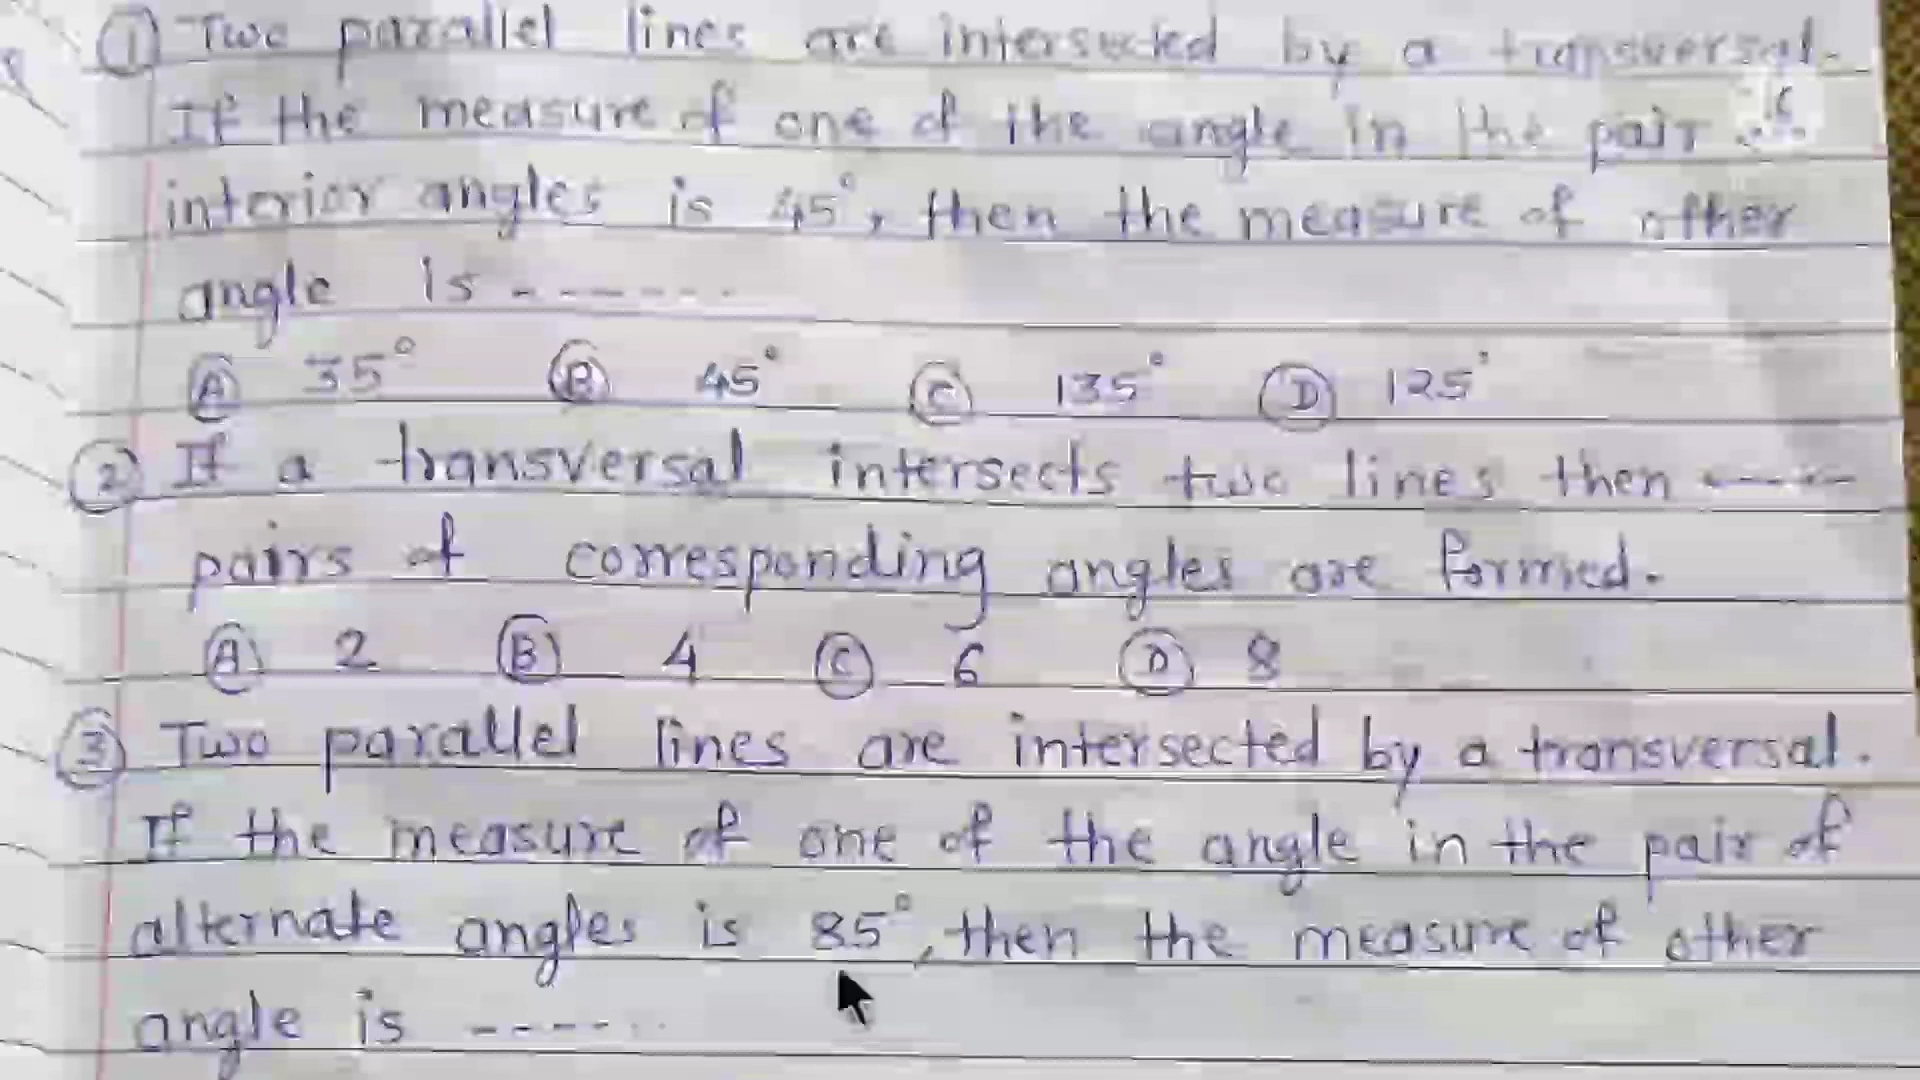 ① Two parallel lines are intersected by a transversal.
If the measure of one of the angle in the pair
interior angles is 45°, then the measure of other
angle is ------
Ⓐ 35° Ⓑ 45° Ⓒ 135° Ⓓ 125°
② If a transversal intersects two lines then ----
pairs of corresponding angles are formed.
Ⓐ 2 Ⓑ 4 Ⓒ 6 Ⓓ 8
③ Two parallel lines are intersected by a transversal.
If the measure of one of the angle in the pair of
alternate angles is 85°, then the measure of other
angle is ------